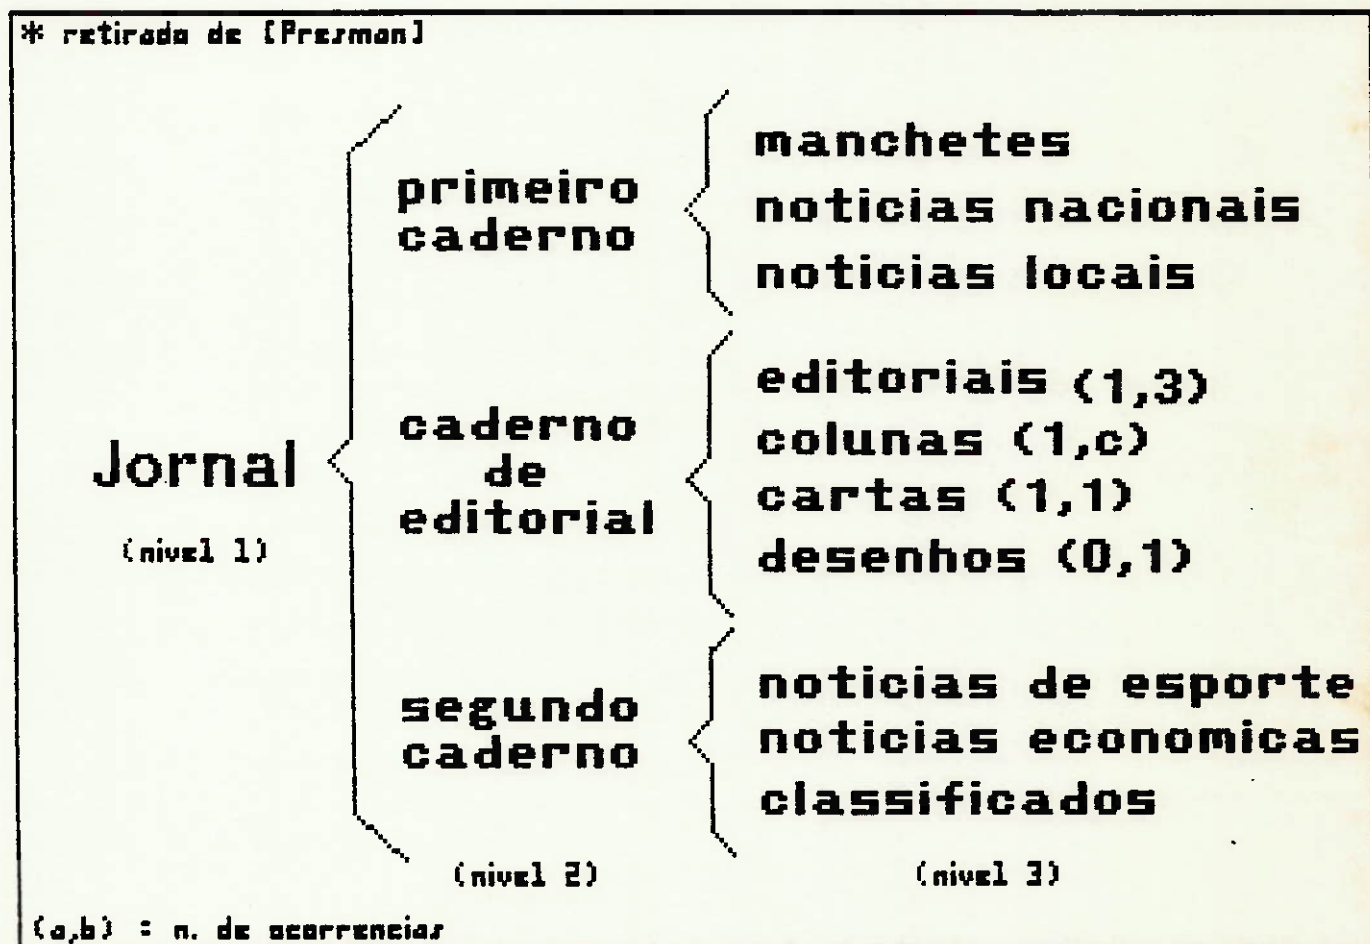 * retirado de [Presman]
Jornal
(nivel 1)
primeiro
caderno
manchetes
noticias nacionais
noticias locais
caderno
de
editorial
editoriais (1,3)
colunas (1,c)
cartas (1,1)
desenhos (0,1)
segundo
caderno
noticias de esporte
noticias economicas
classificados
(nivel 2)
(nivel 3)
(a,b) : n. de ocorrencias